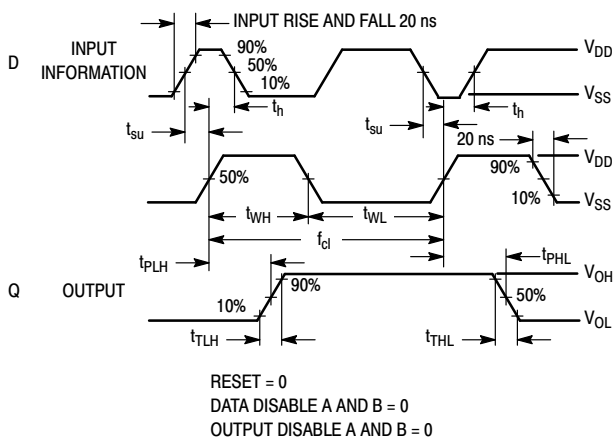 INPUT RISE AND FALL 20 ns
D
INPUT
INFORMATION
90%
50%
10%
V_DD
V_SS
t_h
t_h
t_su
t_su
20 ns
90%
V_DD
50%
10%
V_SS
t_WH
t_WL
f_cl
t_PLH
t_PHL
Q
OUTPUT
90%
V_OH
10%
50%
V_OL
t_TLH
t_THL
RESET = 0
DATA DISABLE A AND B = 0
OUTPUT DISABLE A AND B = 0